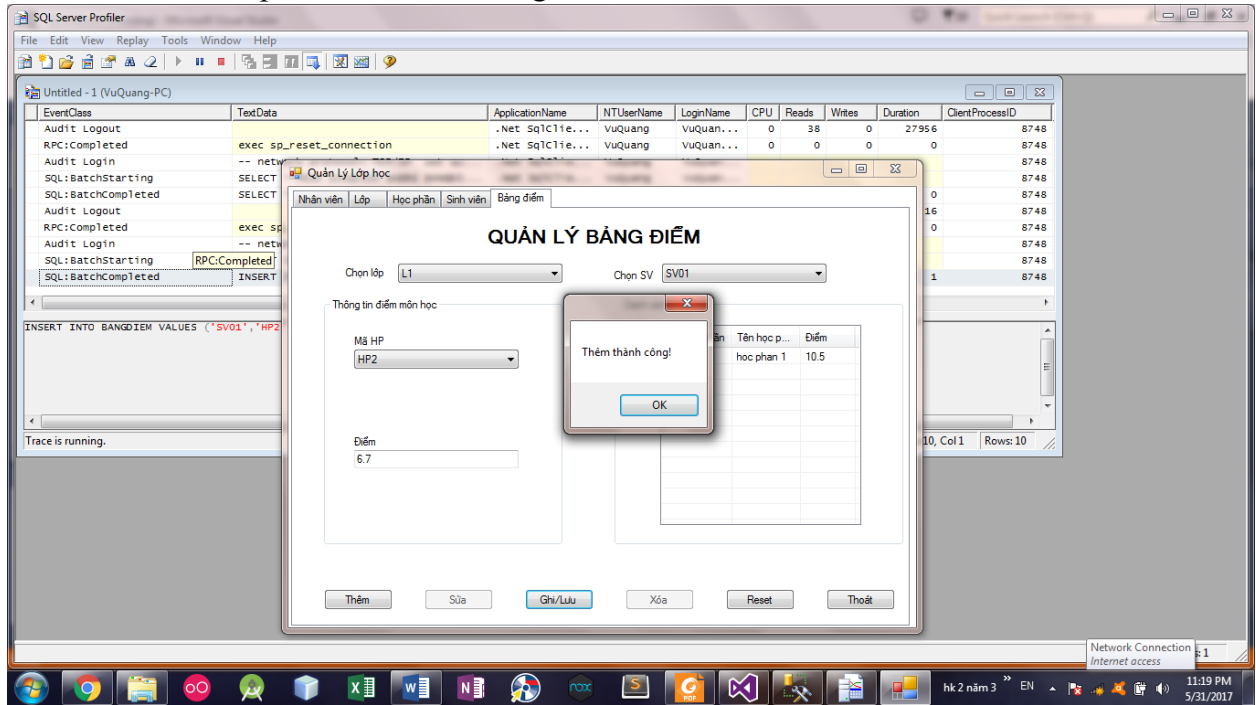 SQL Server Profiler
File Edit View Replay Tools Window Help
Untitled - 1 (VuQuang-PC)
EventClass TextData ApplicationName NTUserName LoginName CPU Reads Writes Duration ClientProcessID
Audit Logout .Net SqlClie... VuQuang VuQuan... 0 38 0 27956 8748
RPC:Completed exec sp_reset_connection .Net SqlClie... VuQuang VuQuan... 0 0 0 0 8748
Audit Login -- netw 8748
SQL:BatchStarting SELECT 8748
SQL:BatchCompleted SELECT 0 8748
Audit Logout 16 8748
RPC:Completed exec sp 0 8748
Audit Login -- netw 8748
SQL:BatchStarting 8748
RPC:Completed
SQL:BatchCompleted INSERT 1 8748
INSERT INTO BANGDIEM VALUES ('SV01','HP2
Trace is running.
10, Col 1 Rows: 10
Quản Lý Lớp học
Nhân viên Lớp Học phần Sinh viên Bảng điểm
QUẢN LÝ BẢNG ĐIỂM
Chọn lớp L1 Chọn SV SV01
Thông tin điểm môn học
Mã HP
HP2
Điểm
6.7
ần Tên học p... Điểm
hoc phan 1 10.5
Thêm thành công!
OK
Thêm Sửa Ghi/Lưu Xóa Reset Thoát
Network Connection
Internet access
s: 1
hk 2 năm 3 EN
11:19 PM
5/31/2017